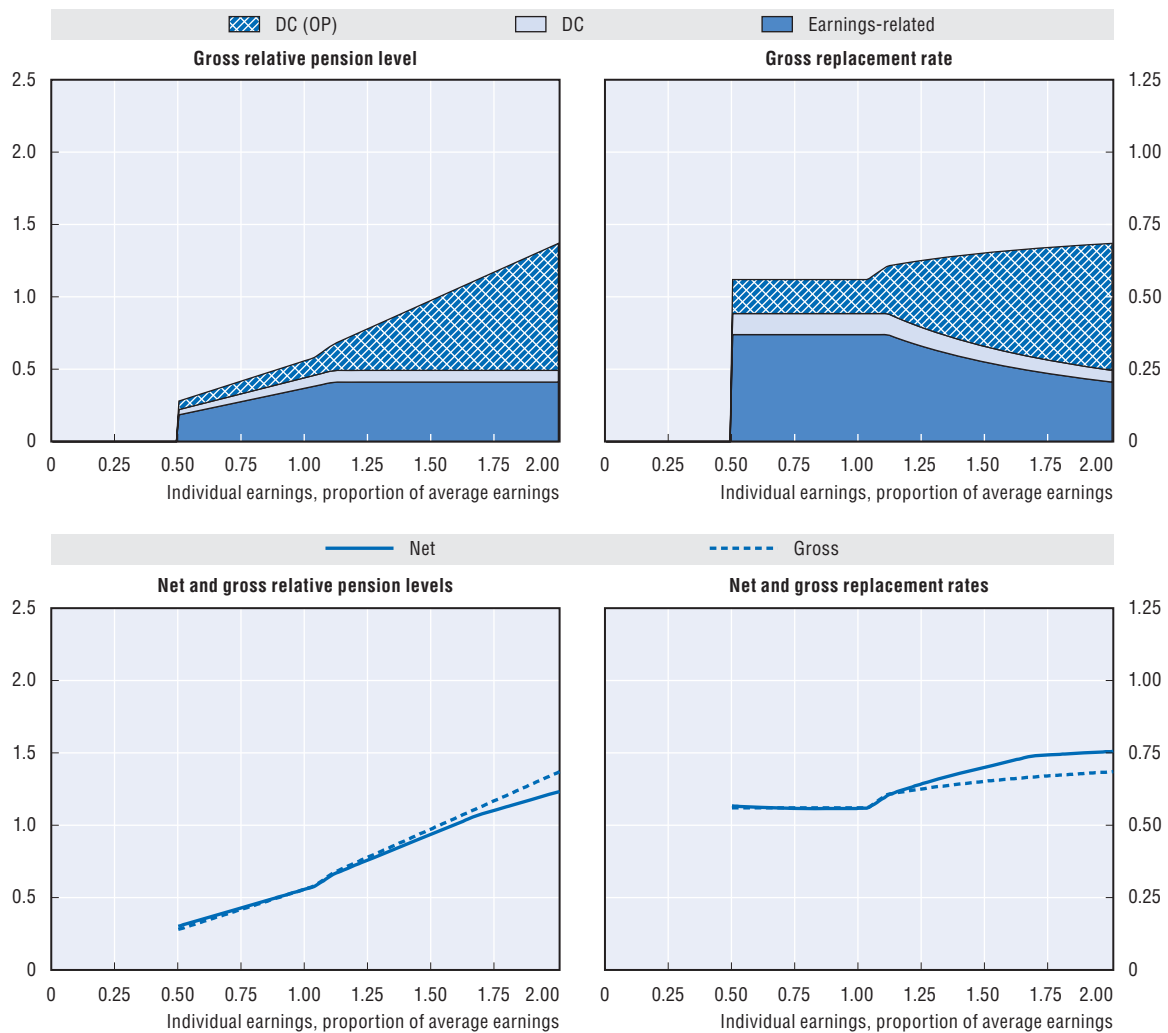 DC (OP) DC Earnings-related
Gross relative pension level
2.5
2.0
1.5
1.0
0.5
0
0 0.25 0.50 0.75 1.00 1.25 1.50 1.75 2.00
Individual earnings, proportion of average earnings
Gross replacement rate
1.25
1.00
0.75
0.50
0.25
0
0 0.25 0.50 0.75 1.00 1.25 1.50 1.75 2.00
Individual earnings, proportion of average earnings
Net Gross
Net and gross relative pension levels
2.5
2.0
1.5
1.0
0.5
0
0 0.25 0.50 0.75 1.00 1.25 1.50 1.75 2.00
Individual earnings, proportion of average earnings
Net and gross replacement rates
1.25
1.00
0.75
0.50
0.25
0
0 0.25 0.50 0.75 1.00 1.25 1.50 1.75 2.00
Individual earnings, proportion of average earnings